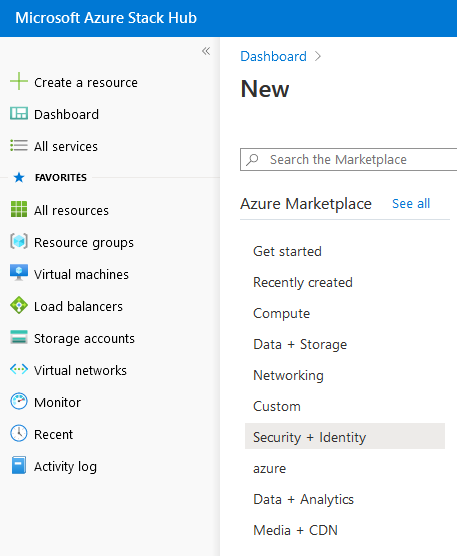 Microsoft Azure Stack Hub
«
Create a resource
Dashboard
All services
FAVORITES
All resources
Resource groups
Virtual machines
Load balancers
Storage accounts
Virtual networks
Monitor
Recent
Activity log
Dashboard >
New
Search the Marketplace
Azure Marketplace See all
Get started
Recently created
Compute
Data + Storage
Networking
Custom
Security + Identity
azure
Data + Analytics
Media + CDN